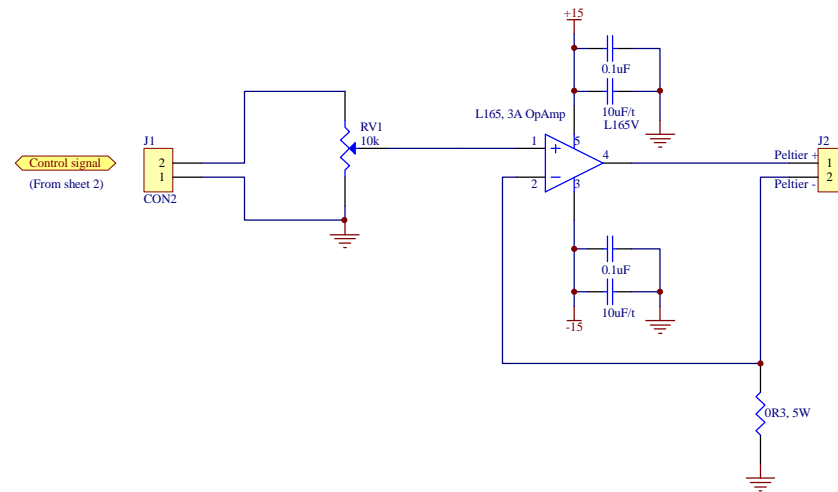 +15
0.1uF
10uF/t
L165V
L165, 3A OpAmp
J1
RV1
10k
Control signal
(From sheet 2)
2
1
CON2
1
2
5
3
4
J2
Peltier +
1
2
Peltier -
0.1uF
10uF/t
-15
0R3, 5W